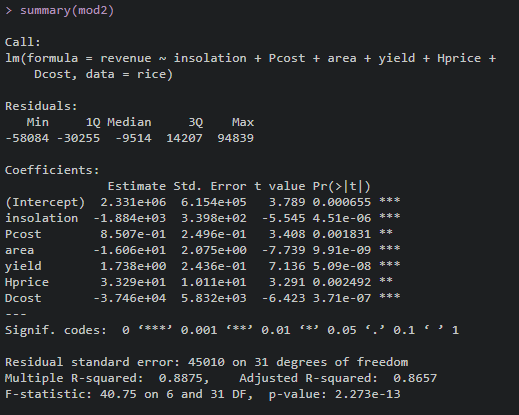 > summary(mod2)
Call:
lm(formula = revenue ~ insolation + Pcost + area + yield + Hprice +
    Dcost, data = rice)
Residuals:
   Min     1Q Median     3Q    Max
-58084 -30255  -9514  14207  94839
Coefficients:
              Estimate Std. Error t value Pr(>|t|)
(Intercept)  2.331e+06  6.154e+05   3.789 0.000655 ***
insolation  -1.884e+03  3.398e+02  -5.545 4.51e-06 ***
Pcost        8.507e-01  2.496e-01   3.408 0.001831 **
area        -1.606e+01  2.075e+00  -7.739 9.91e-09 ***
yield        1.738e+00  2.436e-01   7.136 5.09e-08 ***
Hprice       3.329e+01  1.011e+01   3.291 0.002492 **
Dcost       -3.746e+04  5.832e+03  -6.423 3.71e-07 ***
---
Signif. codes:  0 ‘***’ 0.001 ‘**’ 0.01 ‘*’ 0.05 ‘.’ 0.1 ‘ ’ 1
Residual standard error: 45010 on 31 degrees of freedom
Multiple R-squared:  0.8875,    Adjusted R-squared:  0.8657
F-statistic: 40.75 on 6 and 31 DF,  p-value: 2.273e-13